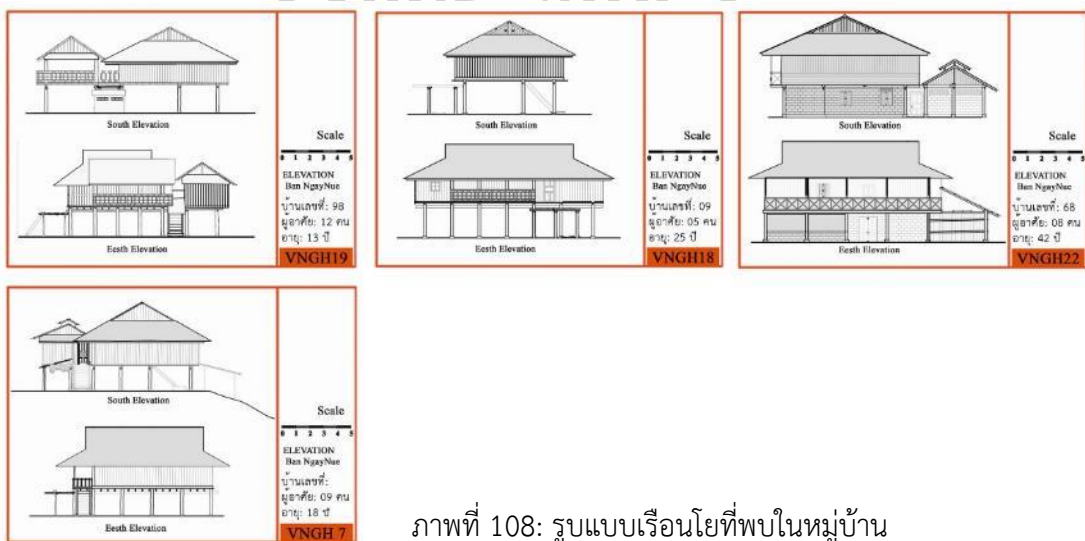 South Elevation
Eesth Elevation
Scale
0 1 2 3 4 5
ELEVATION
Ban NgayNue
บ้านเลขที่: 98
ผู้อาศัย: 12 คน
อายุ: 13 ปี
VNGH19
South Elevation
Eesth Elevation
Scale
0 1 2 3 4 5
ELEVATION
Ban NgayNue
บ้านเลขที่: 09
ผู้อาศัย: 05 คน
อายุ: 25 ปี
VNGH18
South Elevation
Eesth Elevation
Scale
0 1 2 3 4 5
ELEVATION
Ban NgayNue
บ้านเลขที่: 68
ผู้อาศัย: 08 คน
อายุ: 42 ปี
VNGH22
South Elevation
Eesth Elevation
Scale
0 1 2 3 4 5
ELEVATION
Ban NgayNue
บ้านเลขที่:
ผู้อาศัย: 09 คน
อายุ: 18 ปี
VNGH 7
ภาพที่ 108: รูบแบบเรือนโยที่พบในหมู่บ้าน